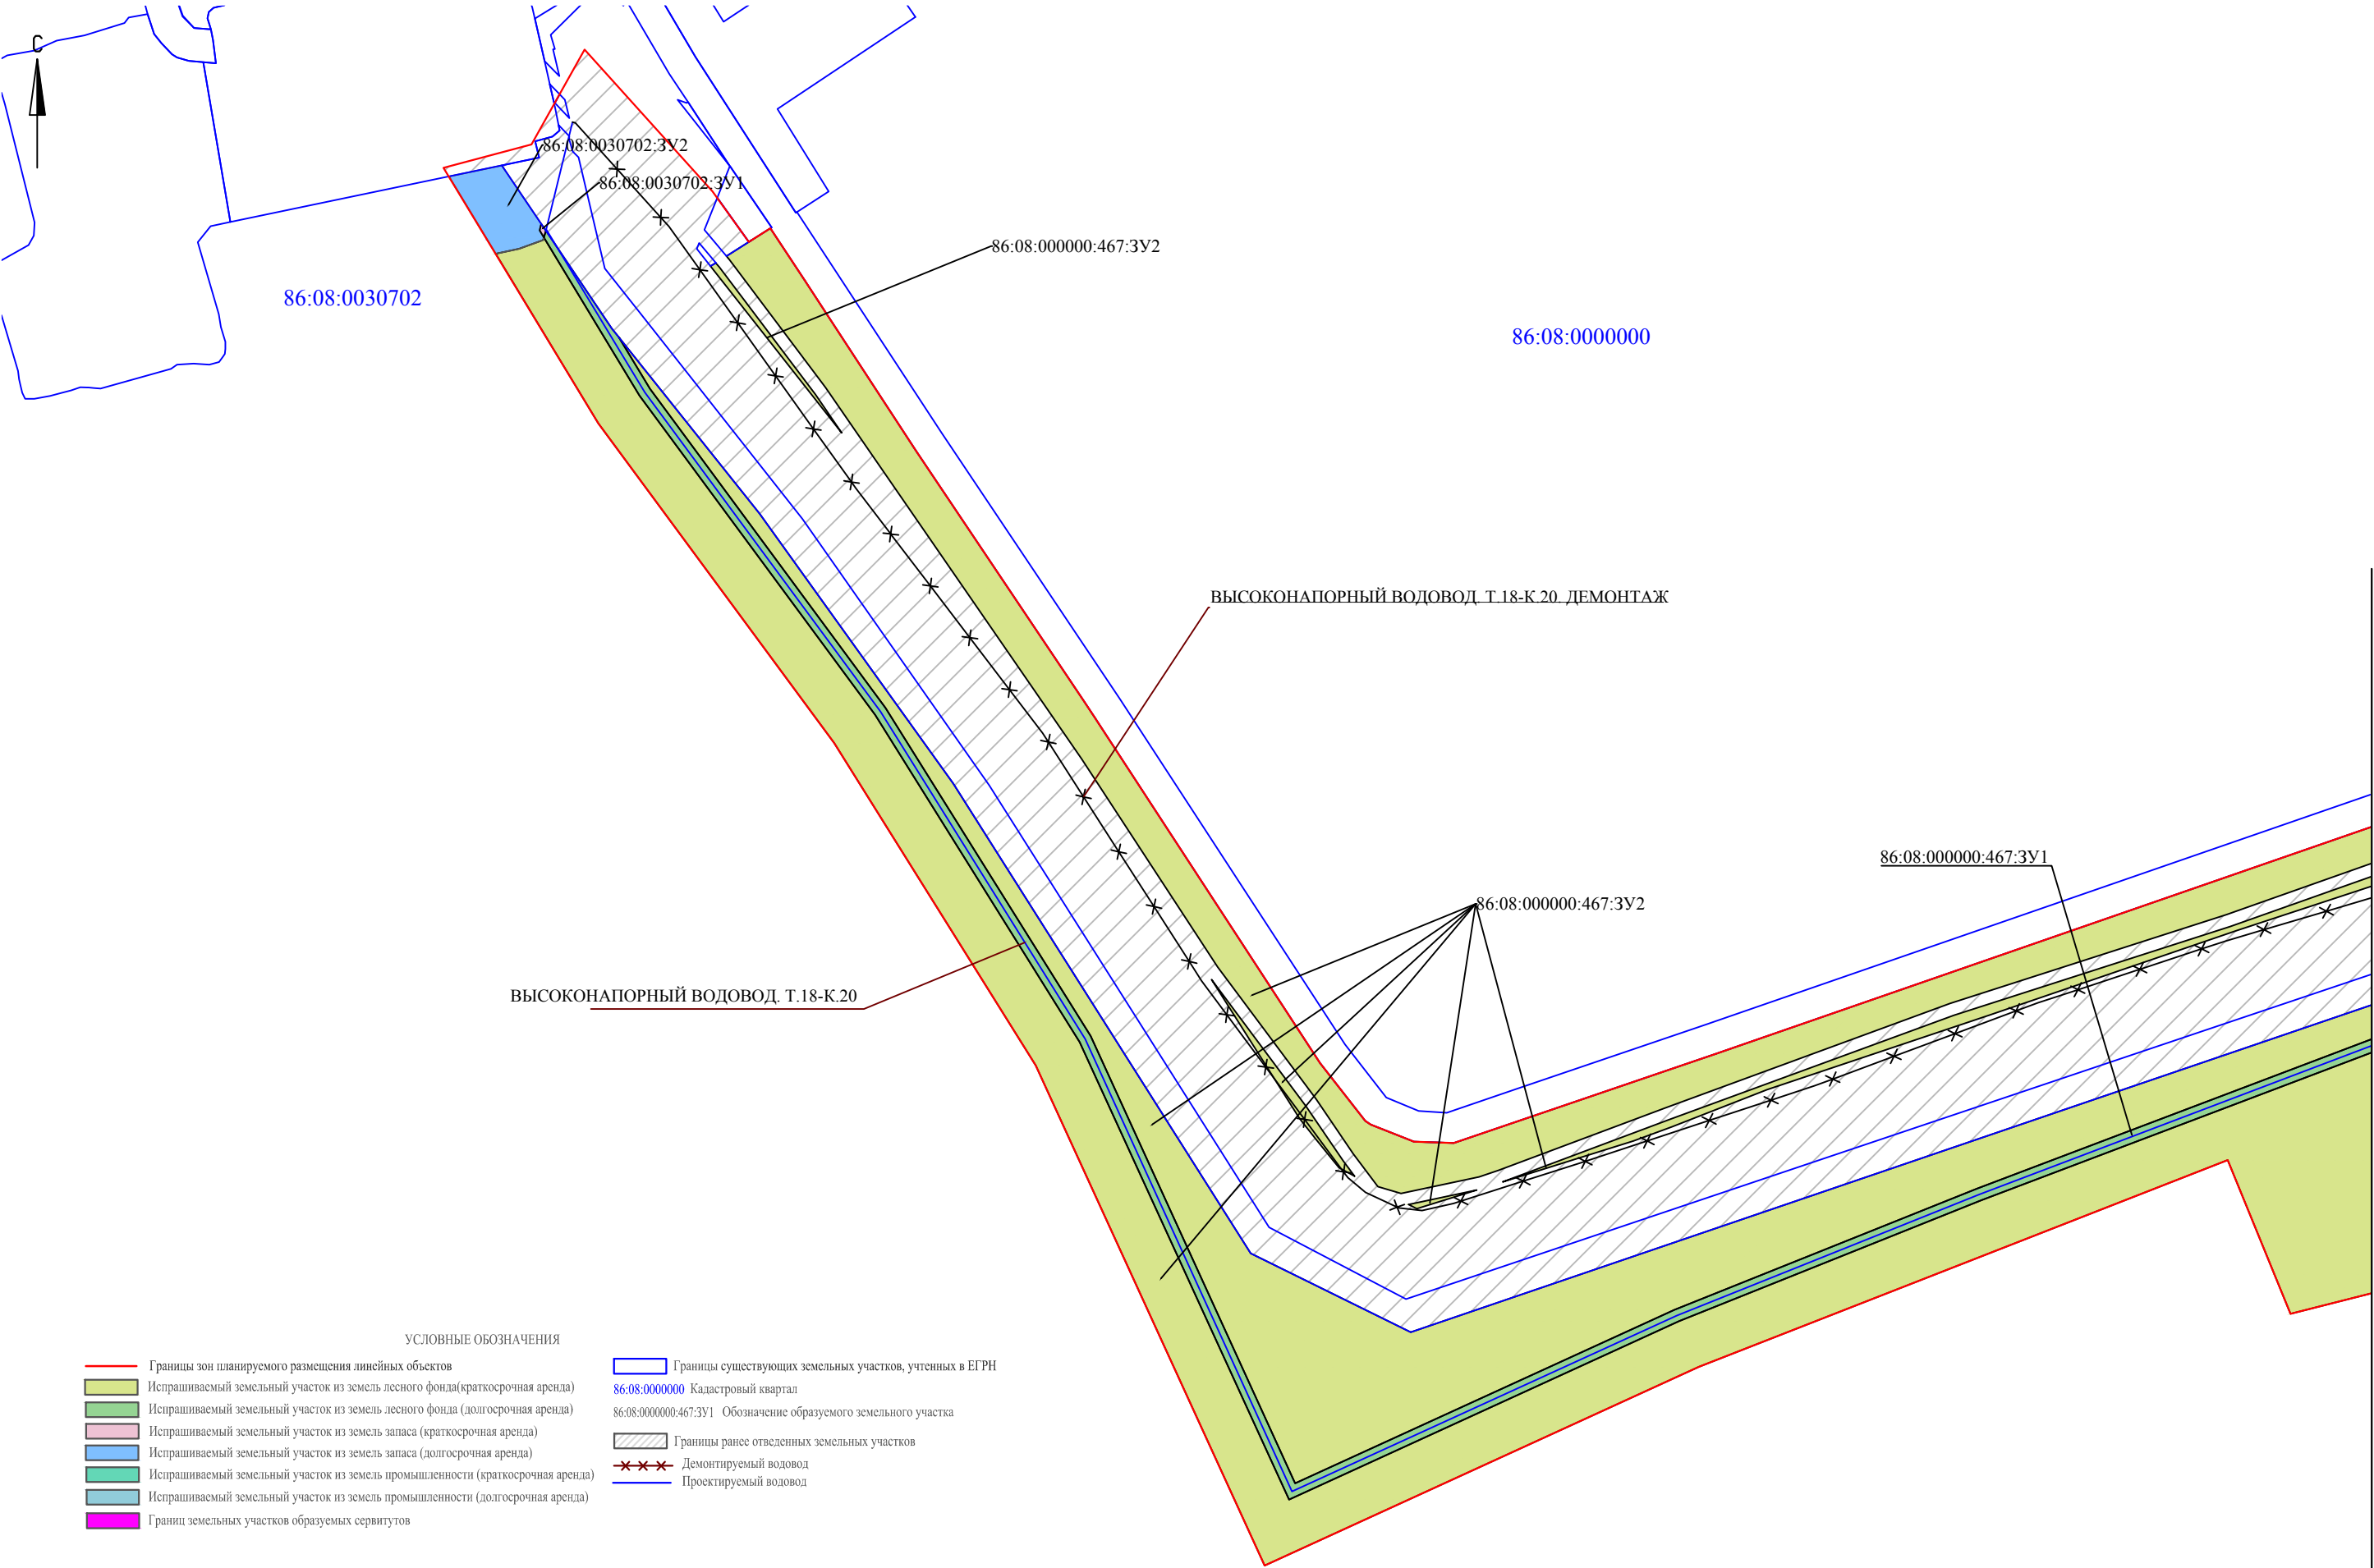 С
86:08:0030702:ЗУ2
86:08:0030702:ЗУ1
86:08:000000:467:ЗУ2
86:08:0030702
86:08:0000000
ВЫСОКОНАПОРНЫЙ ВОДОВОД. Т.18-К.20. ДЕМОНТАЖ
86:08:000000:467:ЗУ1
86:08:000000:467:ЗУ2
ВЫСОКОНАПОРНЫЙ ВОДОВОД. Т.18-К.20
УСЛОВНЫЕ ОБОЗНАЧЕНИЯ
Границы зон планируемого размещения линейных объектов
Испрашиваемый земельный участок из земель лесного фонда(краткосрочная аренда)
Испрашиваемый земельный участок из земель лесного фонда (долгосрочная аренда)
Испрашиваемый земельный участок из земель запаса (краткосрочная аренда)
Испрашиваемый земельный участок из земель запаса (долгосрочная аренда)
Испрашиваемый земельный участок из земель промышленности (краткосрочная аренда)
Испрашиваемый земельный участок из земель промышленности (долгосрочная аренда)
Границ земельных участков образуемых сервитутов
Границы существующих земельных участков, учтенных в ЕГРН
86:08:0000000 Кадастровый квартал
86:08:0000000:467:ЗУ1 Обозначение образуемого земельного участка
Границы ранее отведенных земельных участков
Демонтируемый водовод
Проектируемый водовод